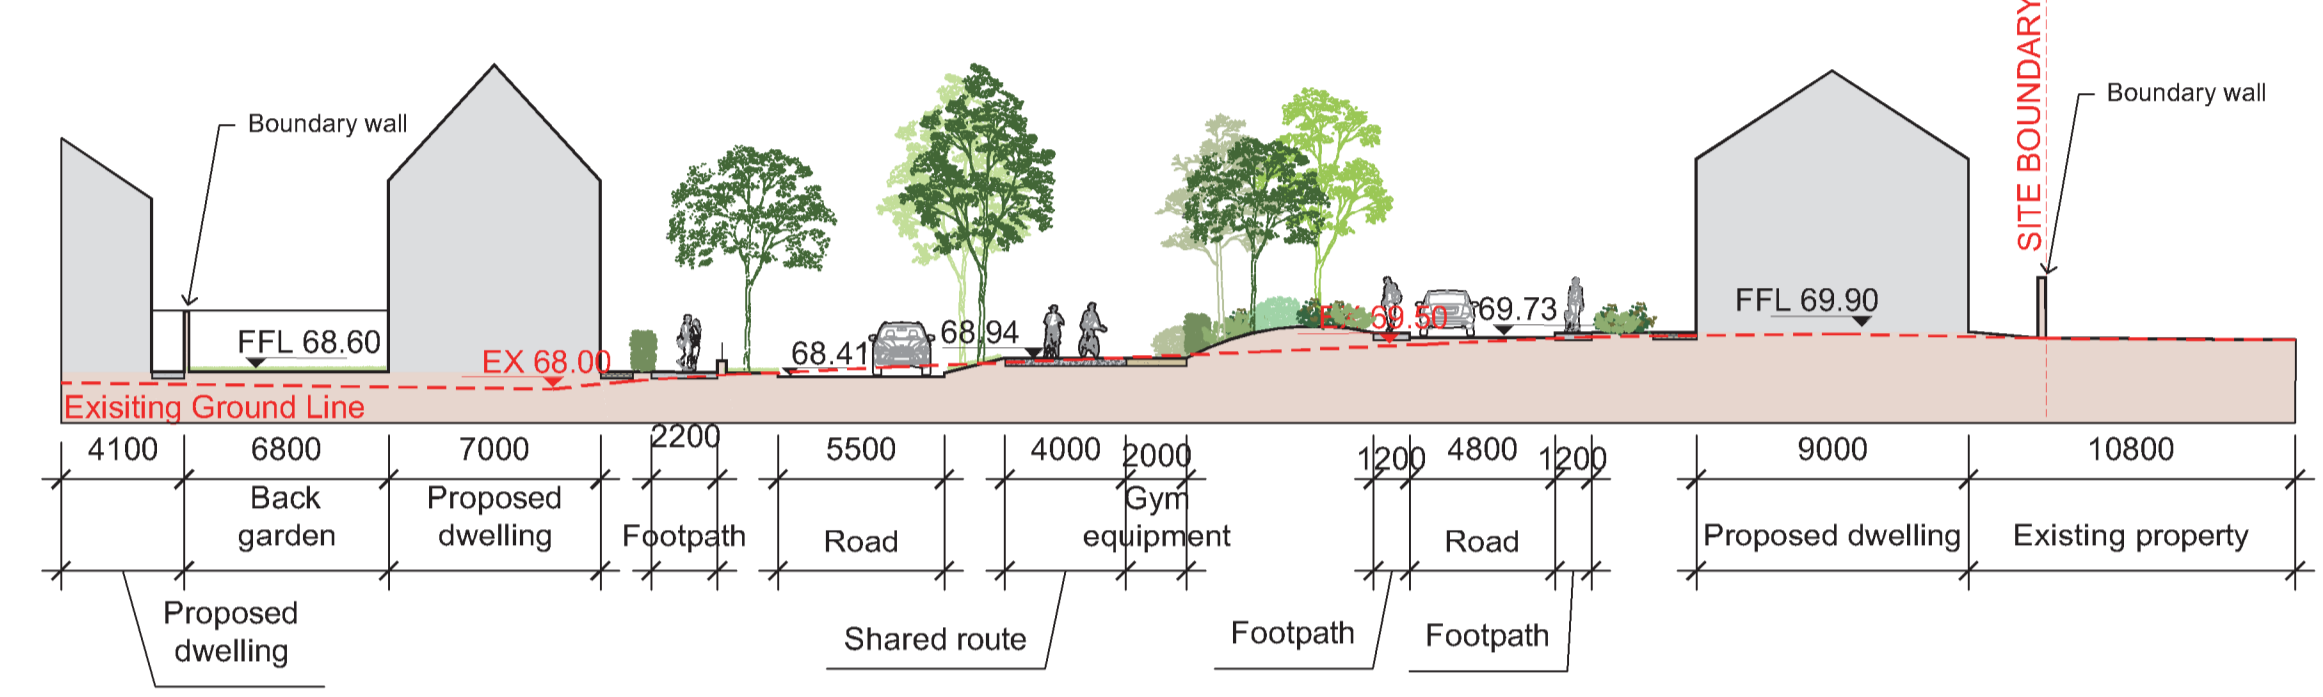 SITE BOUNDARY
Boundary wall
Boundary wall
FFL 68.60
EX 68.00
68.41
68.94
EX 69.50
69.73
FFL 69.90
Exisiting Ground Line
4100
6800
7000
2200
5500
4000
2000
1200
4800
1200
9000
10800
Back
garden
Proposed
dwelling
Footpath
Road
Gym
equipment
Road
Proposed dwelling
Existing property
Proposed
dwelling
Shared route
Footpath
Footpath